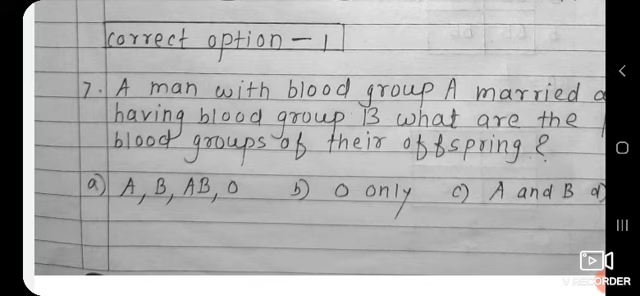 correct option - 1
7. A man with blood group A married a
having blood group B what are the
blood groups of their offspring ?
a) A, B, AB, O b) O only c) A and B d)
V RECORDER